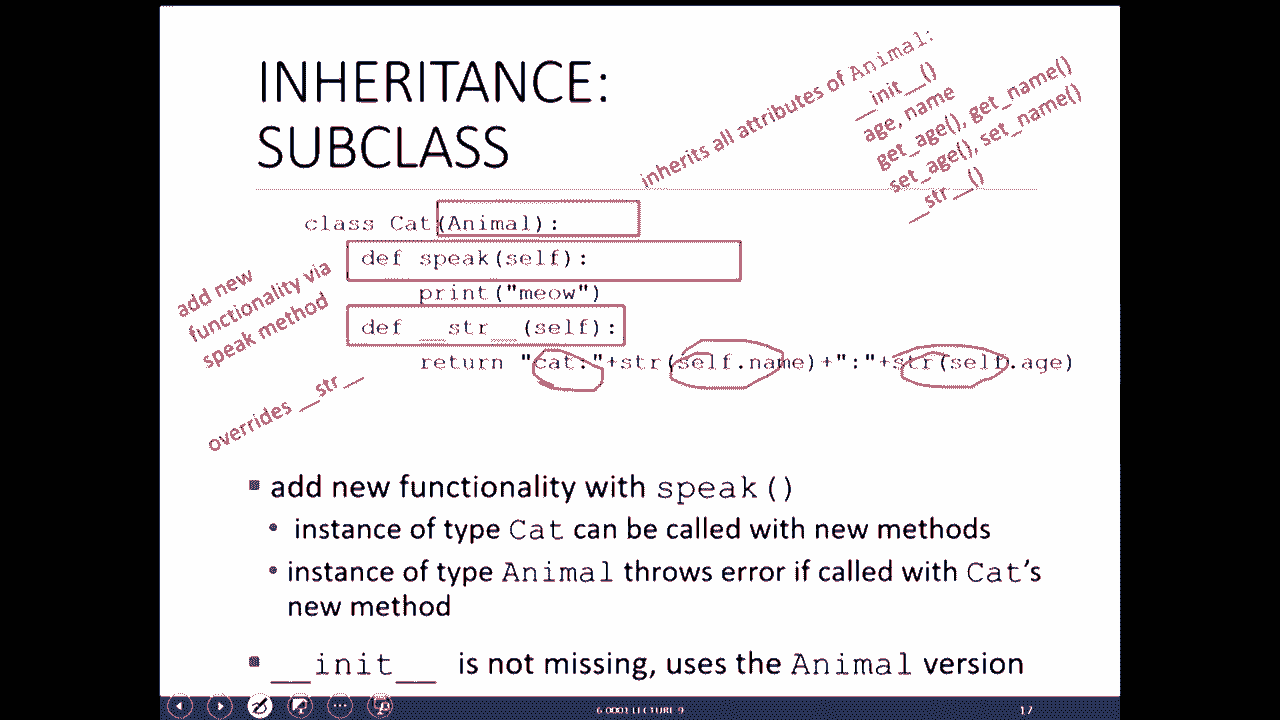 INHERITANCE:
SUBCLASS
inherits all attributes of Animal:
__init__()
age, name
get_age(), get_name()
set_age(), set_name()
__str__()
class Cat(Animal):
def speak(self):
print("meow")
def __str__(self):
return "cat:"+str(self.name)+":"+str(self.age)
add new
functionality via
speak method
overrides __str__
▪ add new functionality with speak()
• instance of type Cat can be called with new methods
• instance of type Animal throws error if called with Cat's
new method
▪ __init__ is not missing, uses the Animal version
6.0001 LECTURE 9
17